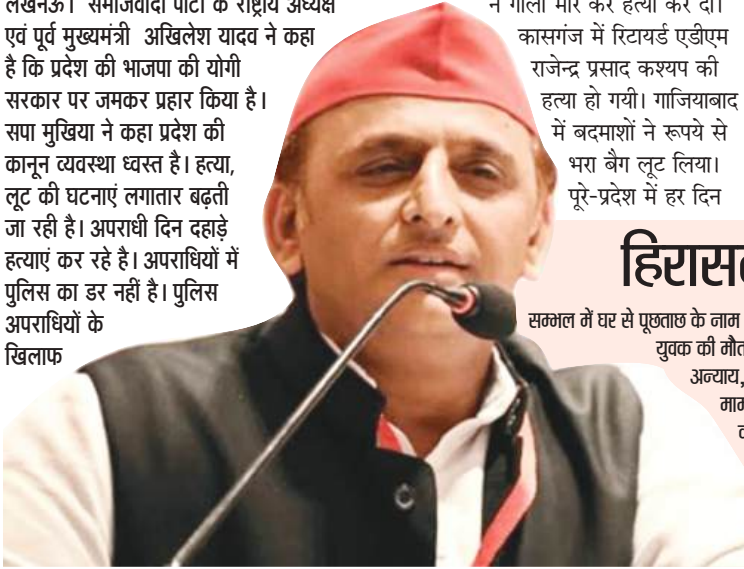 लखनऊ। समाजवादी पार्टी के राष्ट्रीय अध्यक्ष
एवं पूर्व मुख्यमंत्री अखिलेश यादव ने कहा
है कि प्रदेश की भाजपा की योगी
सरकार पर जमकर प्रहार किया है।
सपा मुखिया ने कहा प्रदेश की
कानून व्यवस्था ध्वस्त है। हत्या,
लूट की घटनाएं लगातार बढ़ती
जा रही है। अपराधी दिन दहाड़े
हत्याएं कर रहे है। अपराधियों में
पुलिस का डर नहीं है। पुलिस
अपराधियों के
खिलाफ
ने गोली मार कर हत्या कर दी।
कासगंज में रिटायर्ड एडीएम
राजेन्द्र प्रसाद कश्यप की
हत्या हो गयी। गाजियाबाद
में बदमाशों ने रूपये से
भरा बैग लूट लिया।
पूरे-प्रदेश में हर दिन
सम्भल में घर से पूछताछ के नाम
युवक की मौत
अन्याय,